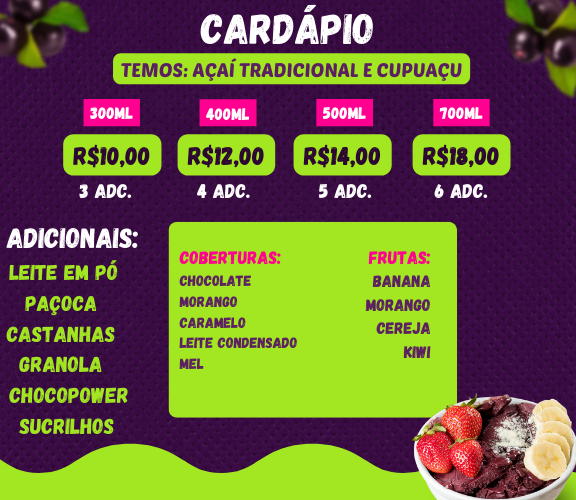 CARDÁPIO
TEMOS: AÇAÍ TRADICIONAL E CUPUAÇU
300ML 400ML 500ML 700ML
R$10,00 R$12,00 R$14,00 R$18,00
3 ADC. 4 ADC. 5 ADC. 6 ADC.
ADICIONAIS:
LEITE EM PÓ
PAÇOCA
CASTANHAS
GRANOLA
CHOCOPOWER
SUCRILHOS
COBERTURAS:
CHOCOLATE
MORANGO
CARAMELO
LEITE CONDENSADO
MEL
FRUTAS:
BANANA
MORANGO
CEREJA
KIWI